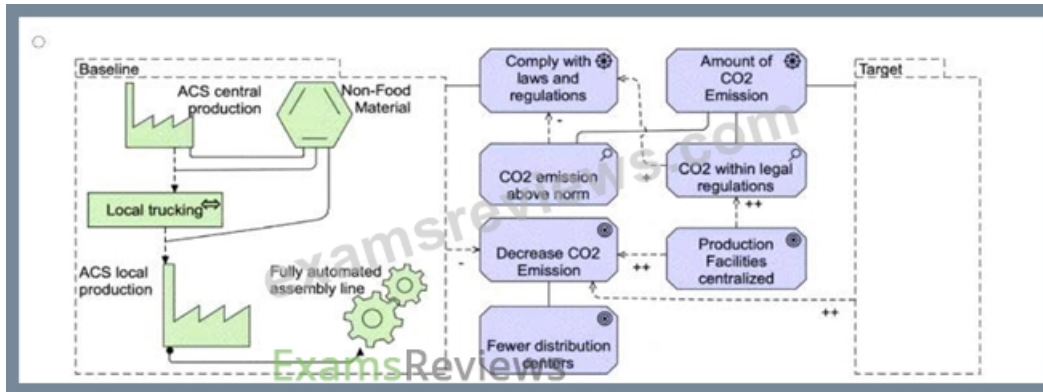 Baseline
ACS central
production
Non-Food
Material
Local trucking
ACS local
production
Fully automated
assembly line
Comply with
laws and
regulations
Amount of
CO2
Emission
-
CO2 emission
above norm
+
CO2 within legal
regulations
++
Decrease CO2
Emission
-
++
Production
Facilities
centralized
++
Fewer distribution
centers
Target
examsreviews.com
ExamsReviews